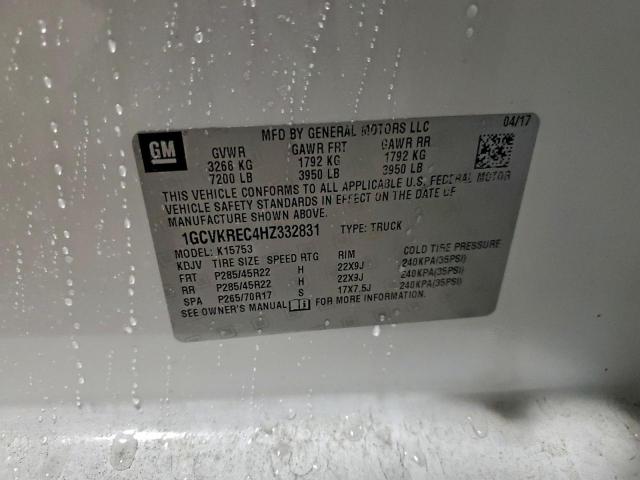 GM
MFD BY GENERAL MOTORS LLC 04/17
GVWR GAWR FRT GAWR RR
3266 KG 1792 KG 1792 KG
7200 LB 3950 LB 3950 LB
THIS VEHICLE CONFORMS TO ALL APPLICABLE U.S. FEDERAL MOTOR
VEHICLE SAFETY STANDARDS IN EFFECT ON THE DATE OF
MANUFACTURE SHOWN ABOVE.
1GCVKREC4HZ332831 TYPE: TRUCK
MODEL: K15753
KDJV TIRE SIZE SPEED RTG RIM COLD TIRE PRESSURE
FRT P285/45R22 H 22X9J 240KPA(35PSI)
RR P285/45R22 H 22X9J 240KPA(35PSI)
SPA P265/70R17 S 17X7.5J 240KPA(35PSI)
SEE OWNER'S MANUAL